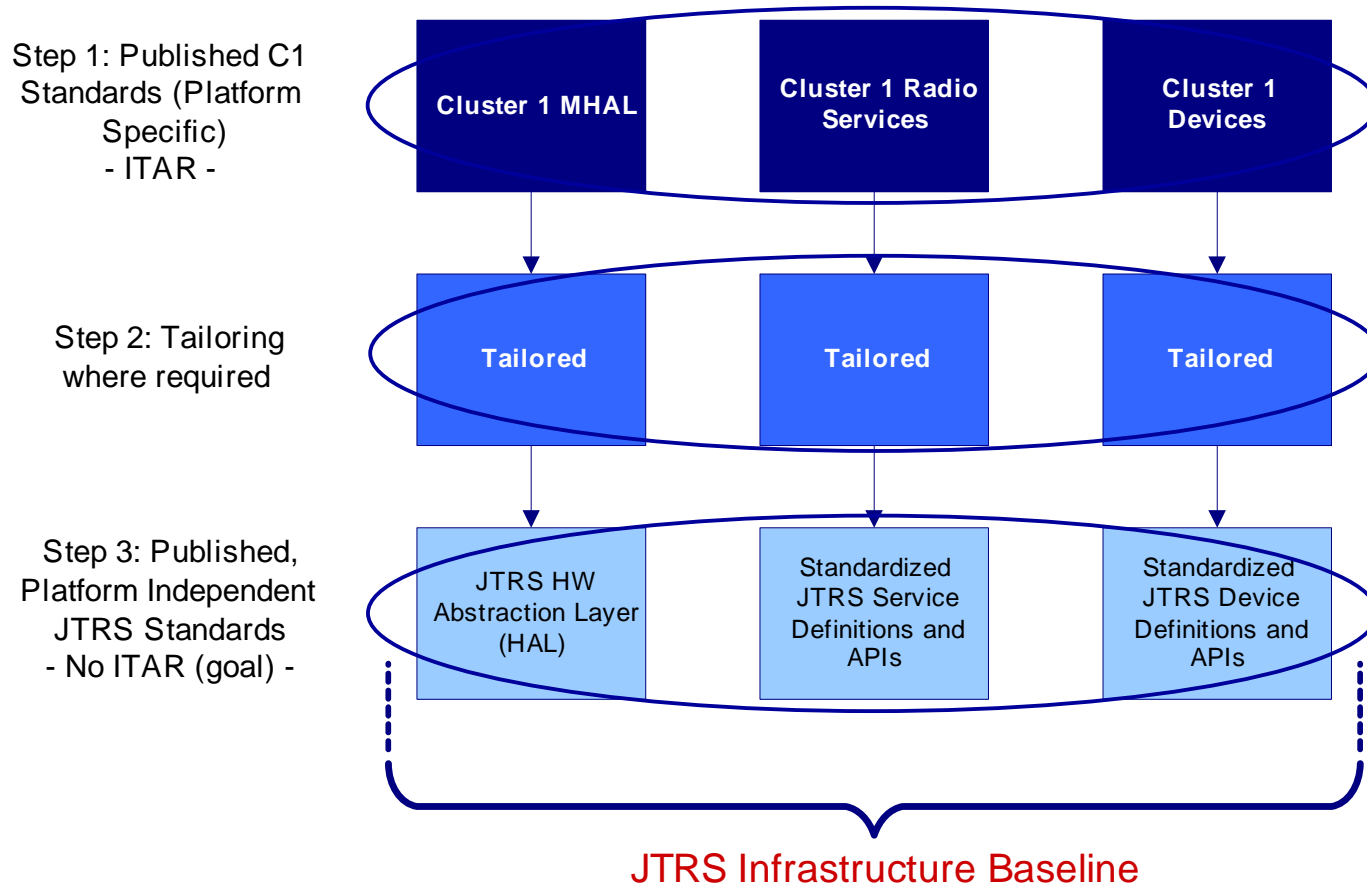 Step 1: Published C1
Standards (Platform
Specific)
- ITAR -
Cluster 1 MHAL
Cluster 1 Radio
Services
Cluster 1
Devices
Step 2: Tailoring
where required
Tailored
Tailored
Tailored
Step 3: Published,
Platform Independent
JTRS Standards
- No ITAR (goal) -
JTRS HW
Abstraction Layer
(HAL)
Standardized
JTRS Service
Definitions and
APIs
Standardized
JTRS Device
Definitions and
APIs
JTRS Infrastructure Baseline